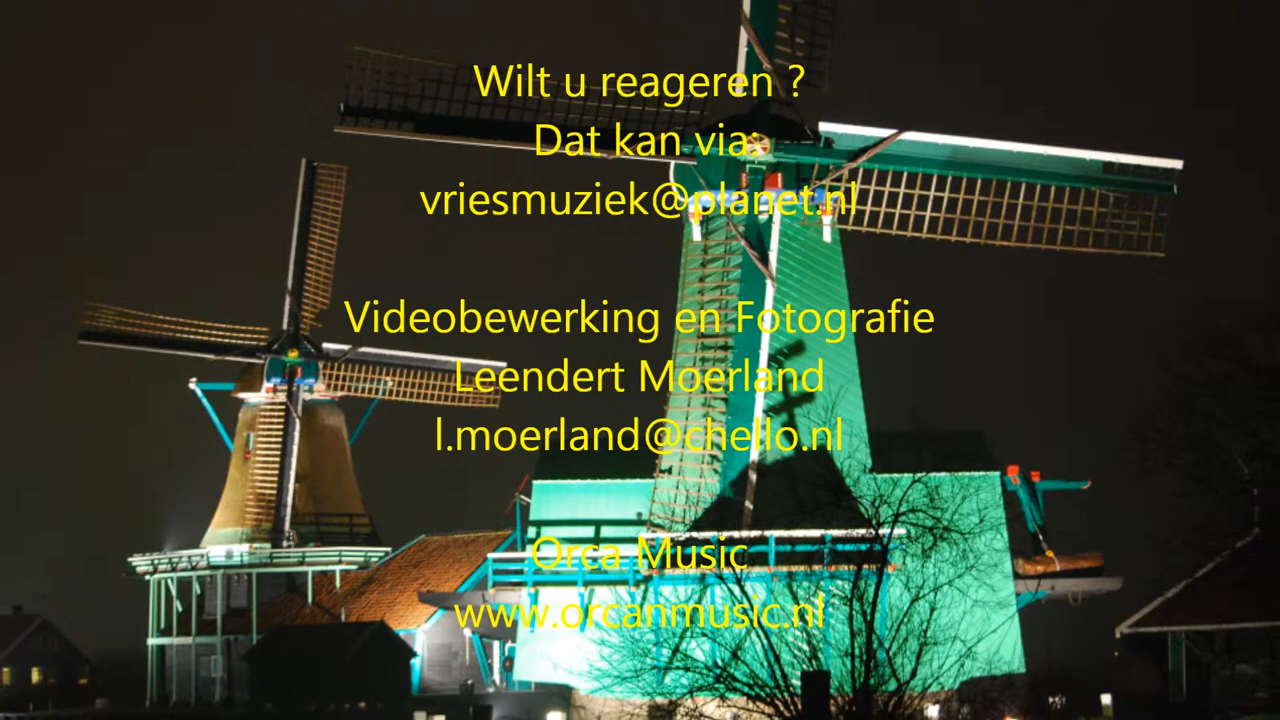 Wilt u reageren ?
Dat kan via:
vriesmuziek@planet.nl
Videobewerking en Fotografie
Leendert Moerland
l.moerland@chello.nl
Orca Music
www.orcanmusic.nl